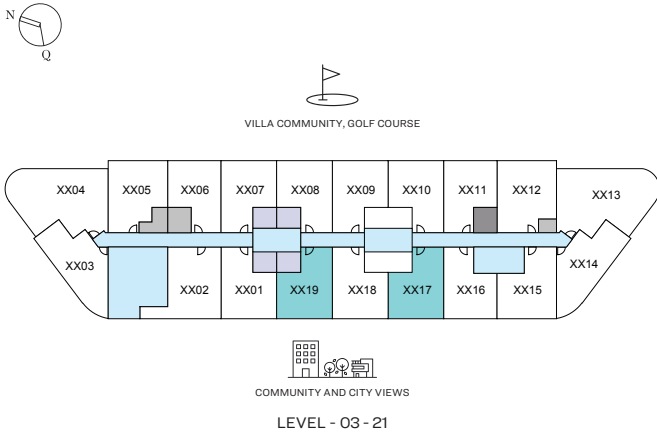 N
Q
VILLA COMMUNITY, GOLF COURSE
XX04 XX05 XX06 XX07 XX08 XX09 XX10 XX11 XX12 XX13
XX03 XX14
XX02 XX01 XX19 XX18 XX17 XX16 XX15
COMMUNITY AND CITY VIEWS
LEVEL - 03 - 21